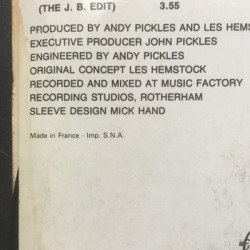 (THE J. B. EDIT) 3.55
PRODUCED BY ANDY PICKLES AND LES HEMS
EXECUTIVE PRODUCER JOHN PICKLES
ENGINEERED BY ANDY PICKLES
ORIGINAL CONCEPT LES HEMSTOCK
RECORDED AND MIXED AT MUSIC FACTORY
RECORDING STUDIOS, ROTHERHAM
SLEEVE DESIGN MICK HAND
Made in France - Imp. S.N.A.